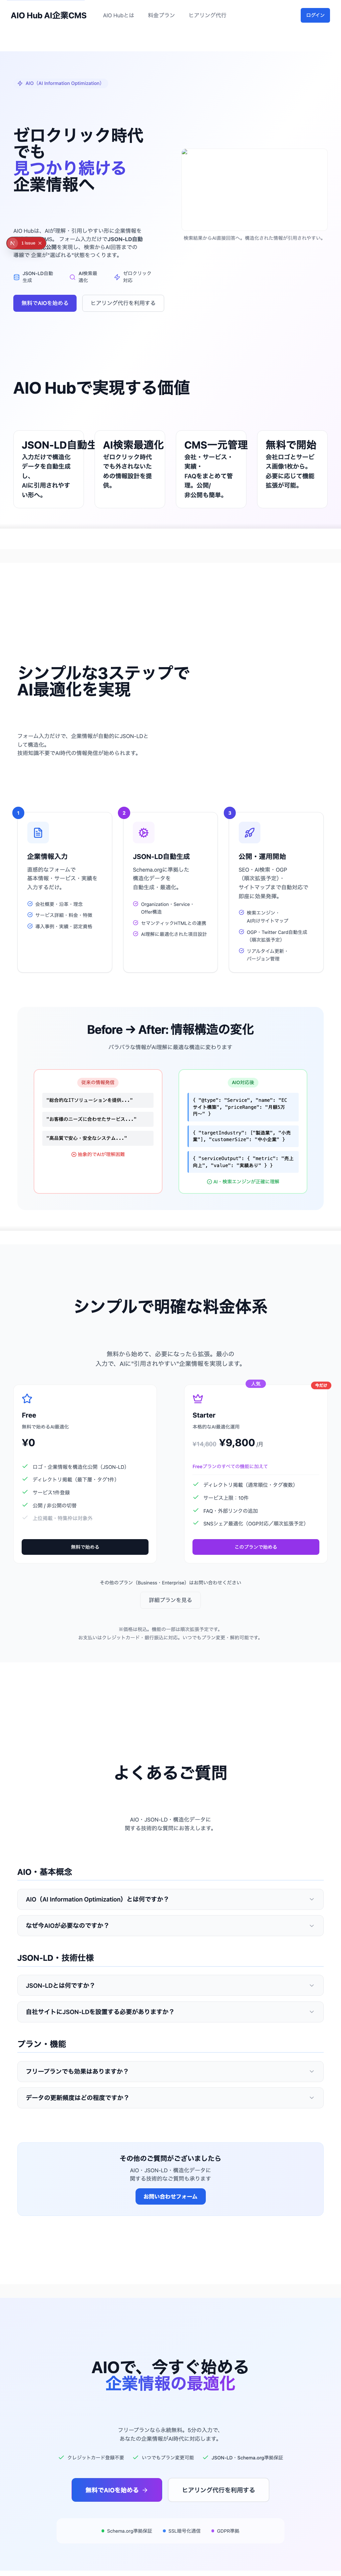 AIO Hub AI企業CMS
AIO Hubとは
料金プラン
ヒアリング代行
ログイン
AIO（AI Information Optimization）
ゼロクリック時代
でも
見つかり続ける
企業情報へ
AIO Hubは、AIが理解・引用しやすい形に企業情報を
フォーム入力だけでJSON-LD自動
公開を実現し、検索からAI回答までの
導線で 企業が“選ばれる”状態をつくります。
1 Issue
JSON-LD自動
生成
AI検索最
適化
ゼロクリック
対応
無料でAIOを始める
ヒアリング代行を利用する
検索結果からAI直接回答へ。構造化された情報が引用されやすい。
AIO Hubで実現する価値
JSON-LD自動生
入力だけで構造化
データを自動生成
し、
AIに引用されやす
い形へ。
AI検索最適化
ゼロクリック時代
でも外されないた
めの情報設計を提
供。
CMS一元管理
会社・サービス・
実績・
FAQをまとめて管
理。公開/
非公開も簡単。
無料で開始
会社ロゴとサービ
ス画像1枚から。
必要に応じて機能
拡張が可能。
シンプルな3ステップで
AI最適化を実現
フォーム入力だけで、企業情報が自動的にJSON-LDと
して構造化。
技術知識不要でAI時代の情報発信が始められます。
1
企業情報入力
直感的なフォームで
基本情報・サービス・実績を
入力するだけ。
会社概要・沿革・理念
サービス詳細・料金・特徴
導入事例・実績・認定資格
2
JSON-LD自動生成
Schema.orgに準拠した
構造化データを
自動生成・最適化。
Organization・Service・
Offer構造
セマンティックHTMLとの連携
AI理解に最適化された項目設計
3
公開・運用開始
SEO・AI検索・OGP
（順次拡張予定）・
サイトマップまで自動対応で
即座に効果発揮。
検索エンジン・
AI向けサイトマップ
OGP・Twitter Card自動生成
（順次拡張予定）
リアルタイム更新・
バージョン管理
Before → After: 情報構造の変化
バラバラな情報がAI理解に最適な構造に変わります
従来の情報発信
"総合的なITソリューションを提供..."
"お客様のニーズに合わせたサービス..."
"高品質で安心・安全なシステム..."
抽象的でAIが理解困難
AIO対応後
{ "@type": "Service", "name": "EC
サイト構築", "priceRange": "月額5万
円〜" }
{ "targetIndustry": ["製造業", "小売
業"], "customerSize": "中小企業" }
{ "serviceOutput": { "metric": "売上
向上", "value": "実績あり" } }
AI・検索エンジンが正確に理解
シンプルで明確な料金体系
無料から始めて、必要になったら拡張。最小の
入力で、AIに“引用されやすい”企業情報を実現します。
Free
無料で始めるAI最適化
¥0
ロゴ・企業情報を構造化公開（JSON-LD）
ディレクトリ掲載（最下層・タグ1件）
サービス1件登録
公開 / 非公開の切替
上位掲載・特集枠は対象外
無料で始める
人気
今だけ
Starter
本格的なAI最適化運用
¥14,800 ¥9,800 /月
Freeプランのすべての機能に加えて
ディレクトリ掲載（通常順位・タグ複数）
サービス上限：10件
FAQ・外部リンクの追加
SNSシェア最適化（OGP対応／順次拡張予定）
このプランで始める
その他のプラン（Business・Enterprise）はお問い合わせください
詳細プランを見る
※価格は税込。機能の一部は順次拡張予定です。
お支払いはクレジットカード・銀行振込に対応。いつでもプラン変更・解約可能です。
よくあるご質問
AIO・JSON-LD・構造化データに
関する技術的な質問にお答えします。
AIO・基本概念
AIO（AI Information Optimization）とは何ですか？
なぜ今AIOが必要なのですか？
JSON-LD・技術仕様
JSON-LDとは何ですか？
自社サイトにJSON-LDを設置する必要がありますか？
プラン・機能
フリープランでも効果はありますか？
データの更新頻度はどの程度ですか？
その他のご質問がございましたら
AIO・JSON-LD・構造化データに
関する技術的なご質問も承ります
お問い合わせフォーム
AIOで、今すぐ始める
企業情報の最適化
フリープランなら永続無料。5分の入力で、
あなたの企業情報がAI時代に対応します。
クレジットカード登録不要
いつでもプラン変更可能
JSON-LD・Schema.org準拠保証
無料でAIOを始める →
ヒアリング代行を利用する
Schema.org準拠保証
SSL暗号化通信
GDPR準拠